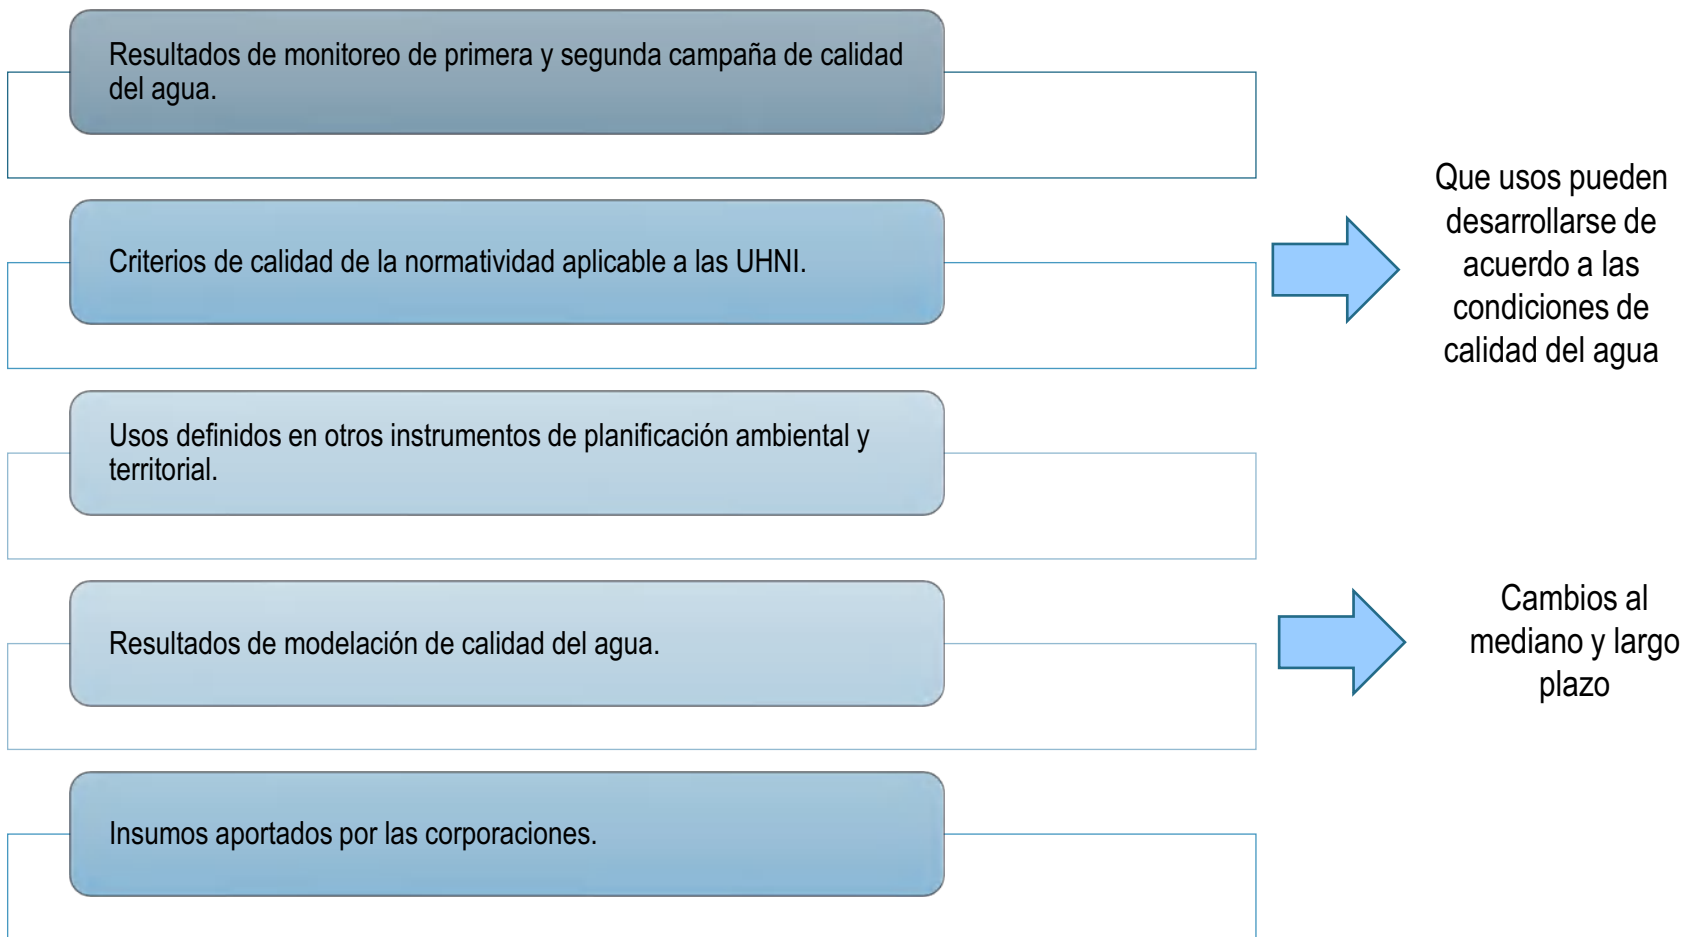 Resultados de monitoreo de primera y segunda campaña de calidad
del agua.
Criterios de calidad de la normatividad aplicable a las UHNI.
Que usos pueden
desarrollarse de
acuerdo a las
condiciones de
calidad del agua
Usos definidos en otros instrumentos de planificación ambiental y
territorial.
Resultados de modelación de calidad del agua.
Cambios al
mediano y largo
plazo
Insumos aportados por las corporaciones.